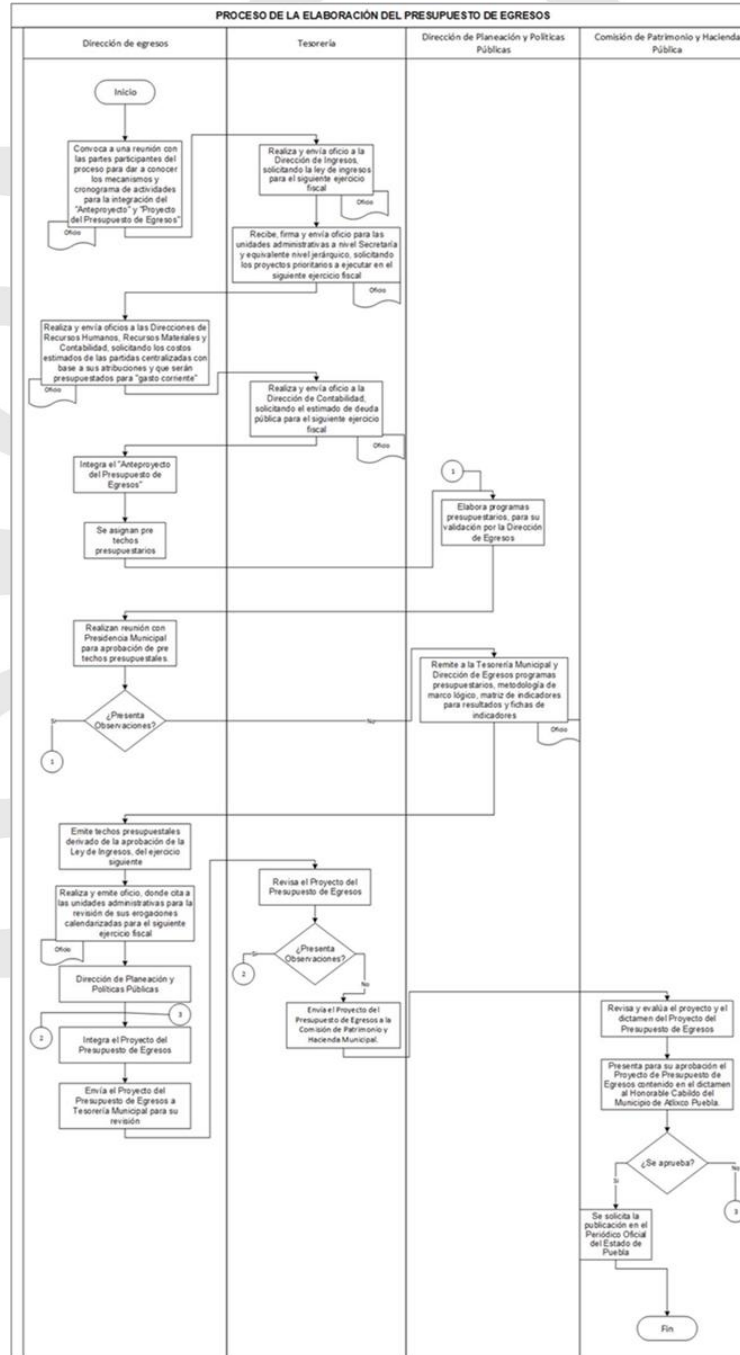 PROCESO DE LA ELABORACIÓN DEL PRESUPUESTO DE EGRESOS
Dirección de egresos
Tesorería
Dirección de Planeación y Políticas
Públicas
Comisión de Patrimonio y Hacienda
Pública
Inicio
Convoca a una reunión con
las partes participantes del
proceso para dar a conocer
los mecanismos y
cronograma de actividades
para la integración del
"Anteproyecto" y "Proyecto
del Presupuesto de Egresos"
Oficio
Realiza y envía oficio a la
Dirección de Ingresos,
solicitando la ley de ingresos
para el siguiente ejercicio
fiscal
Oficio
Recibe, firma y envía oficio para las
unidades administrativas a nivel Secretaría
y equivalente nivel jerárquico, solicitando
los proyectos prioritarios a ejecutar en el
siguiente ejercicio fiscal
Oficio
Realiza y envía oficios a las Direcciones de
Recursos Humanos, Recursos Materiales y
Contabilidad, solicitando los costos
estimados de las partidas centralizadas con
base a sus atribuciones y que serán
presupuestados para "gasto corriente"
Oficio
Realiza y envía oficio a la
Dirección de Contabilidad,
solicitando el estimado de deuda
pública para el siguiente ejercicio
fiscal
Oficio
Integra el "Anteproyecto
del Presupuesto de
Egresos"
Se asignan pre
techos
presupuestarios
1
Elabora programas
presupuestarios, para su
validación por la Dirección
de Egresos
Realizan reunión con
Presidencia Municipal
para aprobación de pre
techos presupuestales.
¿Presenta
Observaciones?
Si
No
1
Remite a la Tesorería Municipal y
Dirección de Egresos programas
presupuestarios, metodología de
marco lógico, matriz de indicadores
para resultados y fichas de
indicadores
Oficio
Emite techos presupuestales
derivado de la aprobación de la
Ley de Ingresos, del ejercicio
siguiente
Realiza y emite oficio, donde cita a
las unidades administrativas para la
revisión de sus erogaciones
calendarizadas para el siguiente
ejercicio fiscal
Oficio
Dirección de Planeación y
Políticas Públicas
3
2
Integra el Proyecto del
Presupuesto de Egresos
Envía el Proyecto del
Presupuesto de Egresos a
Tesorería Municipal para su
revisión
Revisa el Proyecto del
Presupuesto de Egresos
¿Presenta
Observaciones?
Si
2
No
Envía el Proyecto del
Presupuesto de Egresos a la
Comisión de Patrimonio y
Hacienda Municipal.
Revisa y evalúa el proyecto y el
dictamen del Proyecto del
Presupuesto de Egresos
Presenta para su aprobación el
Proyecto de Presupuesto de
Egresos contenido en el dictamen
al Honorable Cabildo del
Municipio de Atlixco Puebla.
¿Se aprueba?
Si
No
3
Se solicita la
publicación en el
Periódico Oficial
del Estado de
Puebla
Fin